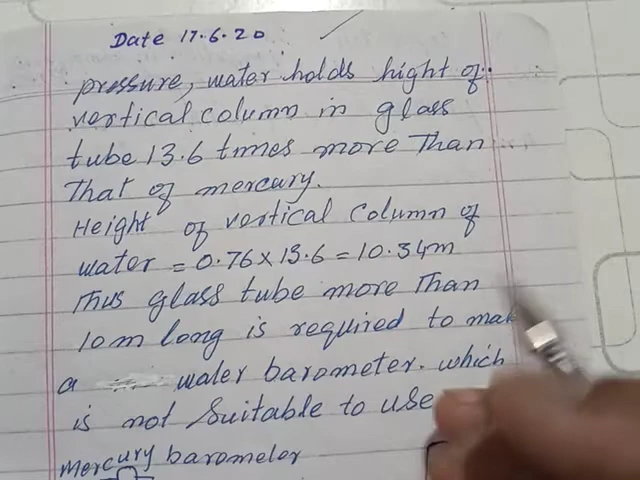 Date 17.6.20
pressure, water holds hight of
vertical column in glass
tube 13.6 times more Than
That of mercury.
Height of vertical column of
water = 0.76 x 13.6 = 10.34m
Thus glass tube more Than
10m long is required to mak
a water barometer. which
is not suitable to use
Mercury barometer